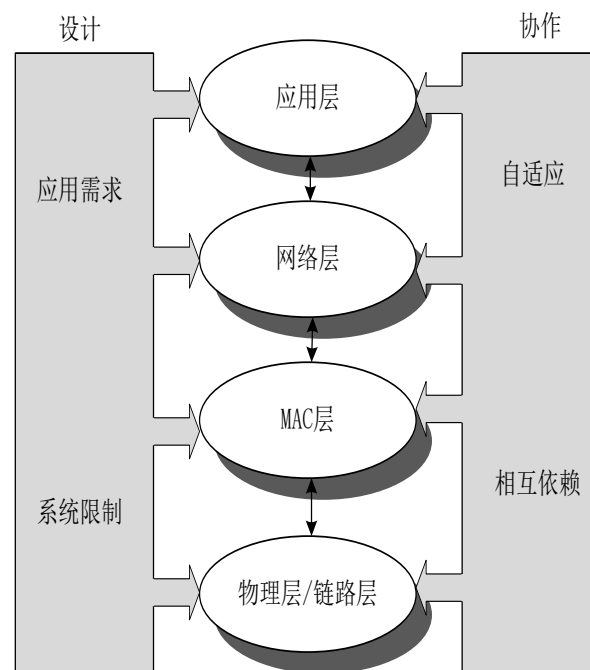 设计
协作
应用层
应用需求
自适应
网络层
MAC层
系统限制
相互依赖
物理层/链路层